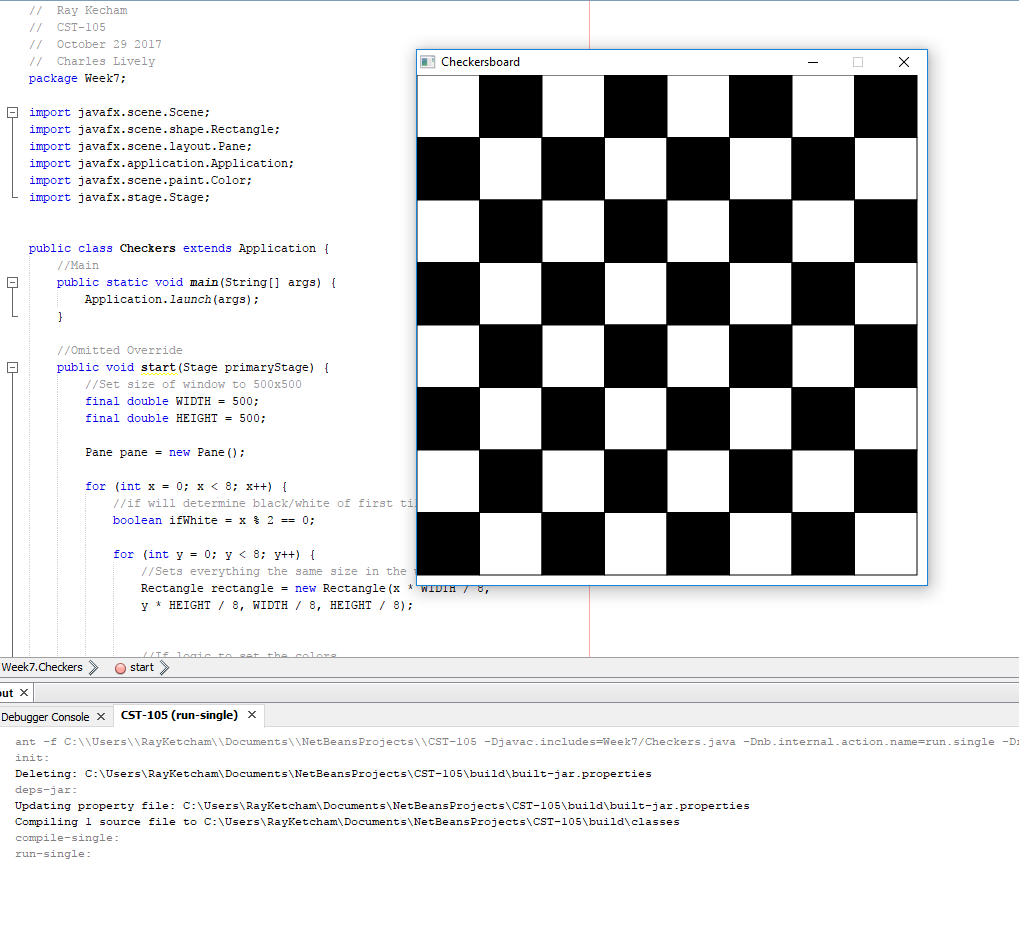 //  Ray Kecham
//  CST-105
//  October 29 2017
//  Charles Lively
package Week7;
import javafx.scene.Scene;
import javafx.scene.shape.Rectangle;
import javafx.scene.layout.Pane;
import javafx.application.Application;
import javafx.scene.paint.Color;
import javafx.stage.Stage;
public class Checkers extends Application {
//Main
public static void main(String[] args) {
Application.launch(args);
}
//Omitted Override
public void start(Stage primaryStage) {
//Set size of window to 500x500
final double WIDTH = 500;
final double HEIGHT = 500;
Pane pane = new Pane();
for (int x = 0; x < 8; x++) {
//if will determine black/white of first
boolean ifWhite = x % 2 == 0;
for (int y = 0; y < 8; y++) {
//Sets everything the same size in the
Rectangle rectangle = new Rectangle(x * WIDTH / 8,
y * HEIGHT / 8, WIDTH / 8, HEIGHT / 8);
//If logic to set the colors
Checkersboard
Week7.Checkers
start
out
Debugger Console
CST-105 (run-single)
ant -f C:\\Users\\RayKetcham\\Documents\\NetBeansProjects\\CST-105 -Djavac.includes=Week7/Checkers.java -Dnb.internal.action.name=run.single
init:
Deleting: C:\Users\RayKetcham\Documents\NetBeansProjects\CST-105\build\built-jar.properties
deps-jar:
Updating property file: C:\Users\RayKetcham\Documents\NetBeansProjects\CST-105\build\built-jar.properties
Compiling 1 source file to C:\Users\RayKetcham\Documents\NetBeansProjects\CST-105\build\classes
compile-single:
run-single: